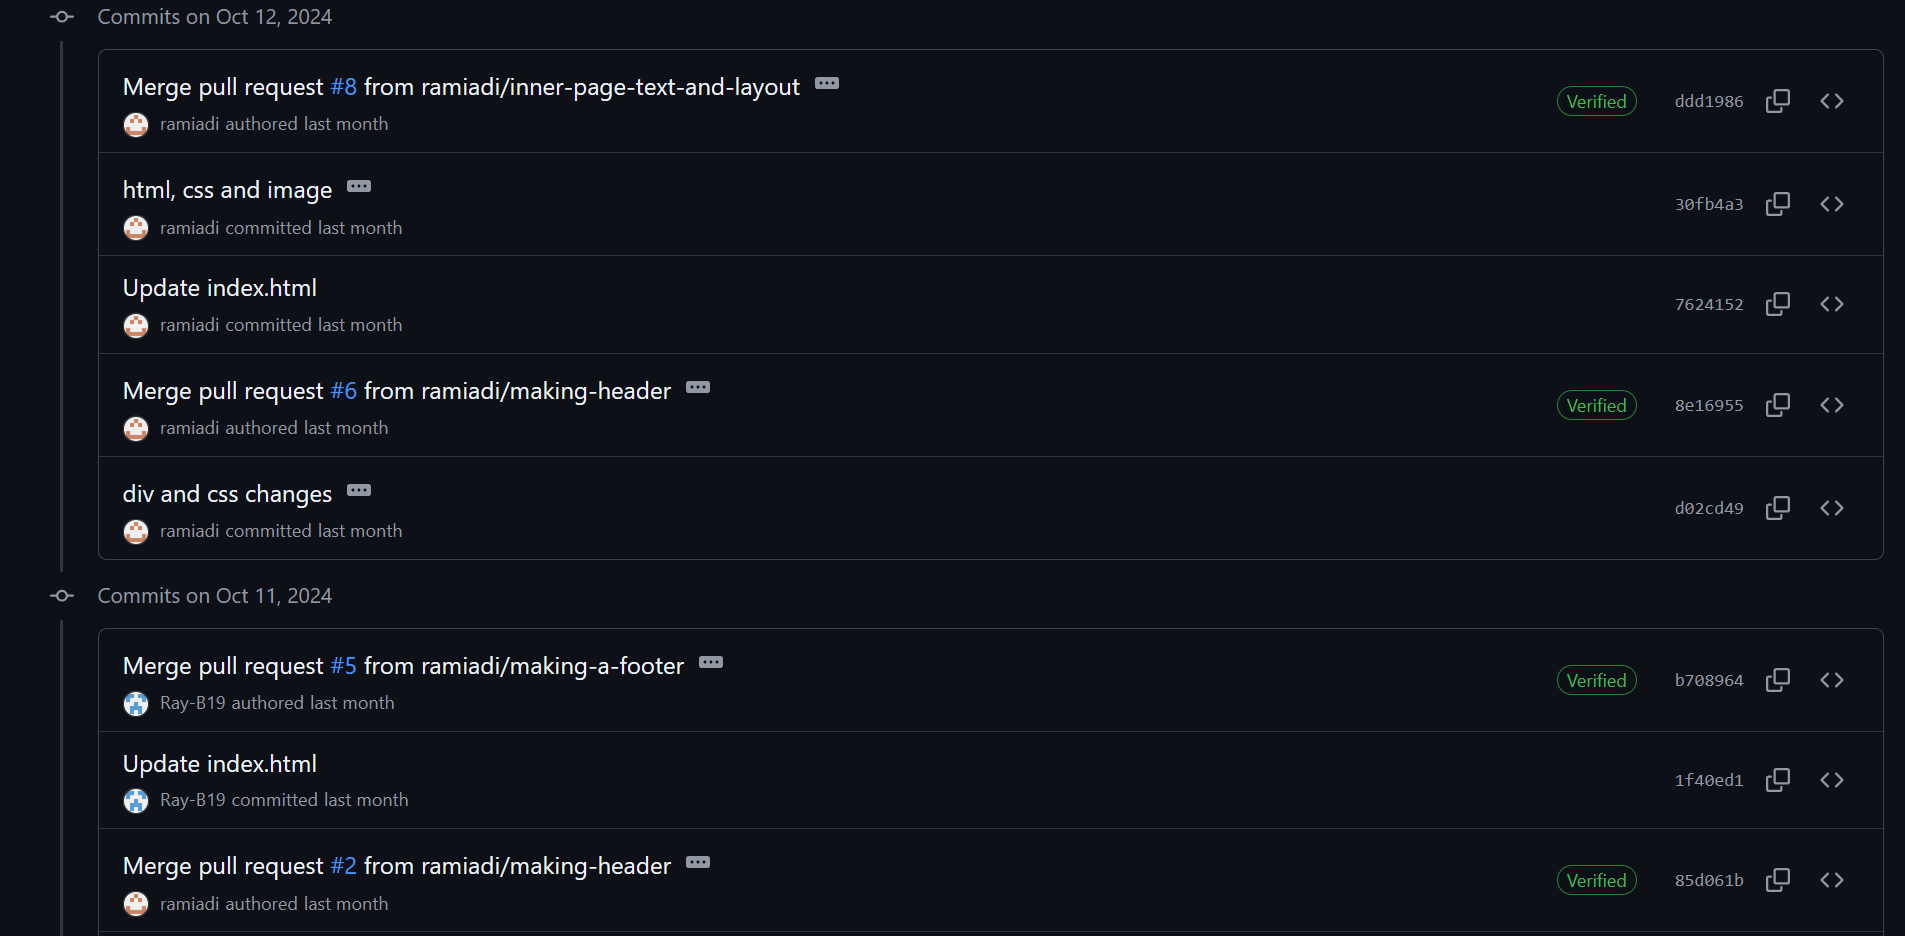 Commits on Oct 12, 2024
Merge pull request #8 from ramiadi/inner-page-text-and-layout
ramiadi authored last month
Verified
ddd1986
html, css and image
ramiadi committed last month
30fb4a3
Update index.html
ramiadi committed last month
7624152
Merge pull request #6 from ramiadi/making-header
ramiadi authored last month
Verified
8e16955
div and css changes
ramiadi committed last month
d02cd49
Commits on Oct 11, 2024
Merge pull request #5 from ramiadi/making-a-footer
Ray-B19 authored last month
Verified
b708964
Update index.html
Ray-B19 committed last month
1f40ed1
Merge pull request #2 from ramiadi/making-header
ramiadi authored last month
Verified
85d061b